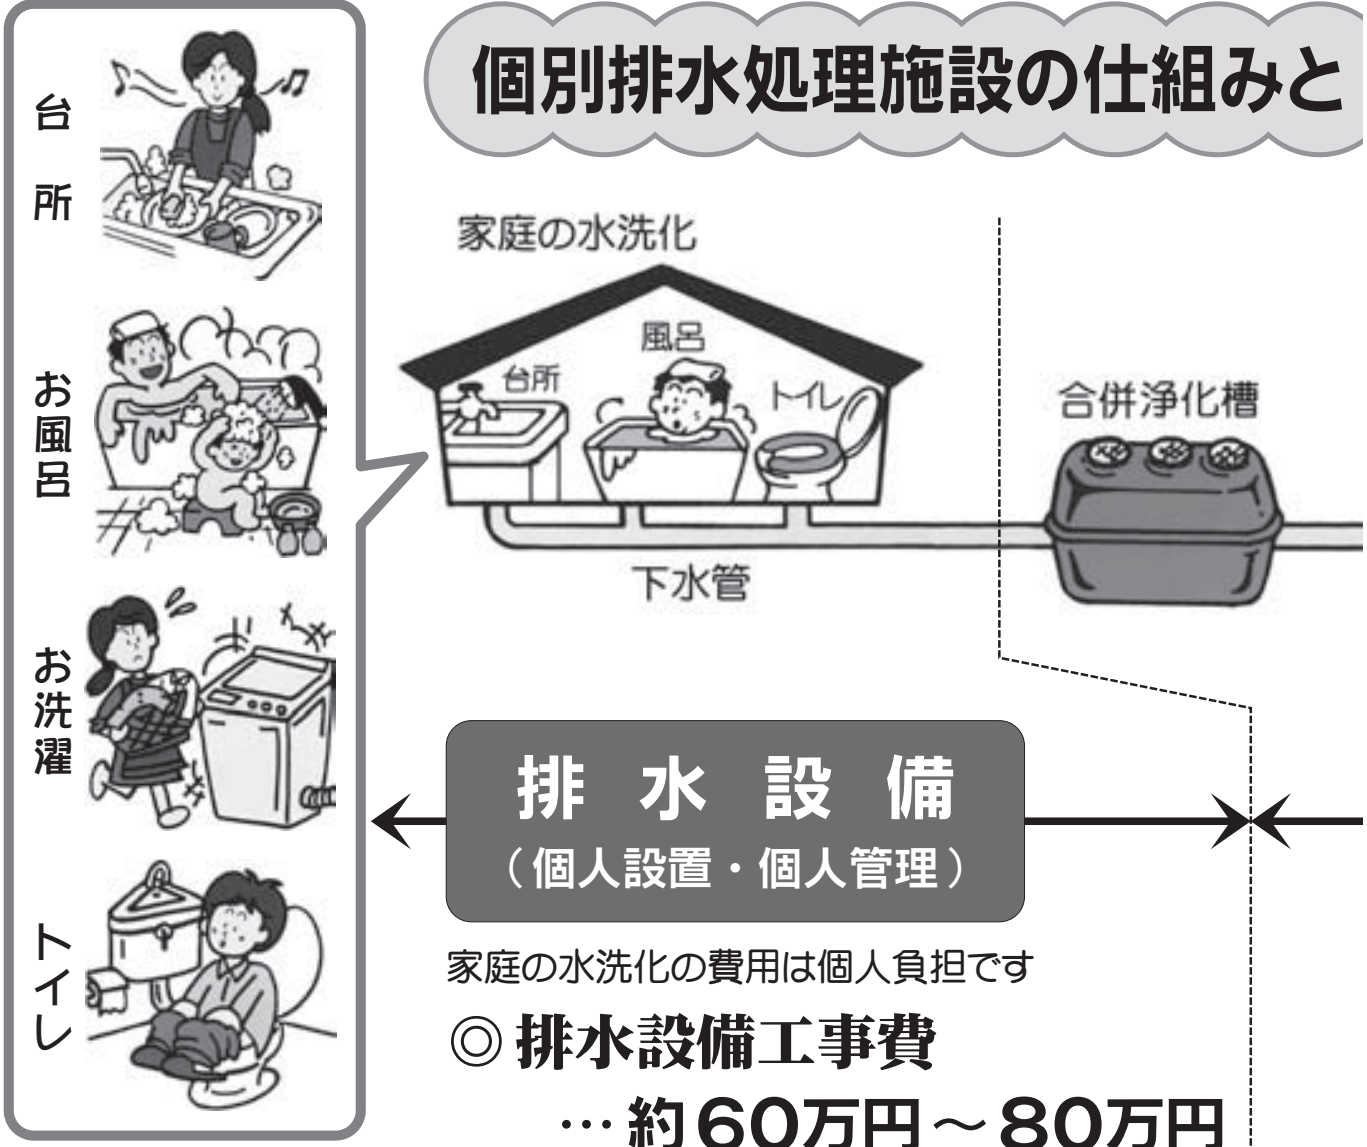 個別排水処理施設の仕組みと
台所
お風呂
お洗濯
トイレ
家庭の水洗化
風呂
台所
トイレ
合併浄化槽
下水管
排水設備
（個人設置・個人管理）
家庭の水洗化の費用は個人負担です
◎排水設備工事費
…約60万円～80万円